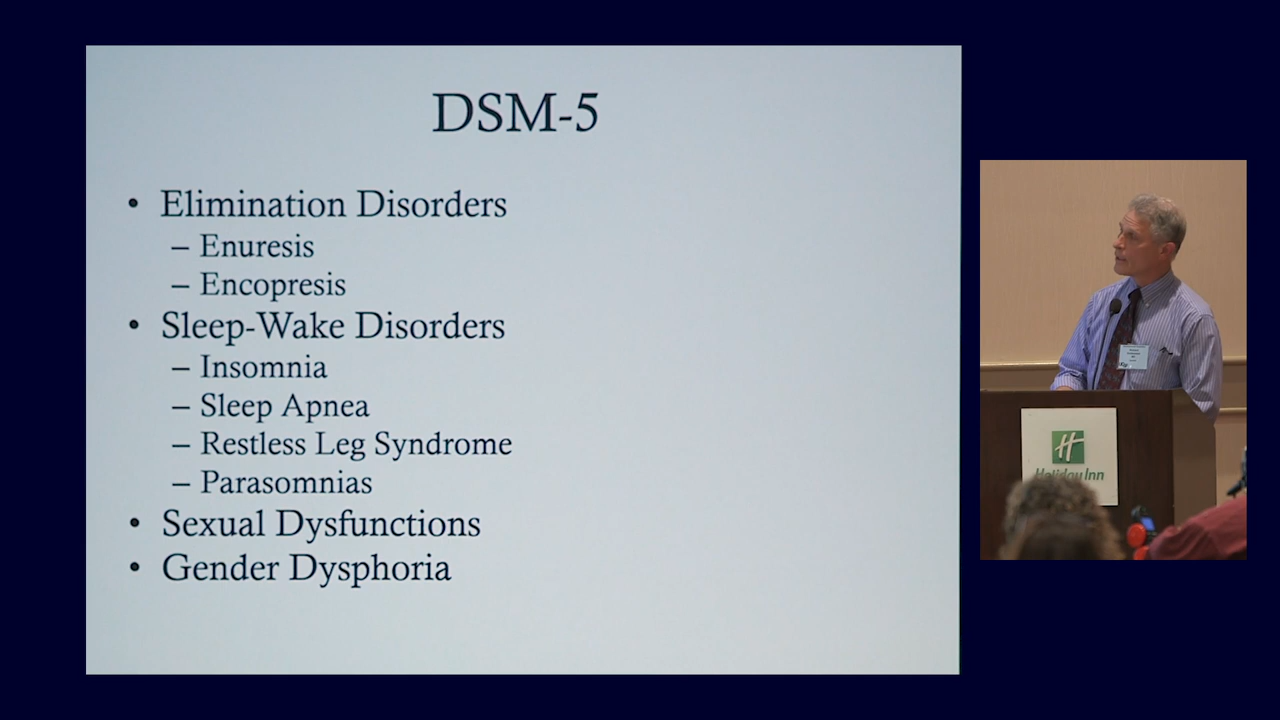 DSM-5
• Elimination Disorders
– Enuresis
– Encopresis
• Sleep-Wake Disorders
– Insomnia
– Sleep Apnea
– Restless Leg Syndrome
– Parasomnias
• Sexual Dysfunctions
• Gender Dysphoria
H
Holiday Inn